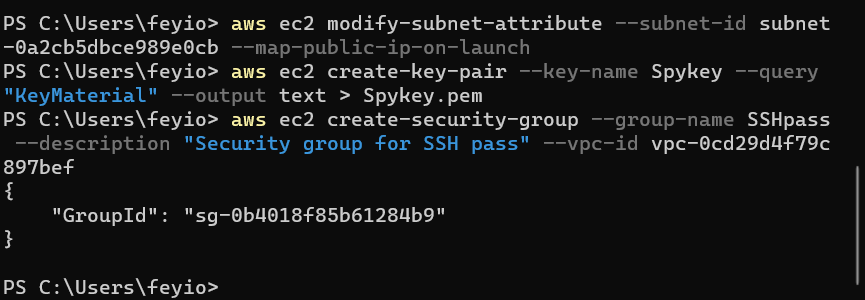 PS C:\Users\feyio> aws ec2 modify-subnet-attribute --subnet-id subnet
-0a2cb5dbce989e0cb --map-public-ip-on-launch
PS C:\Users\feyio> aws ec2 create-key-pair --key-name Spykey --query
"KeyMaterial" --output text > Spykey.pem
PS C:\Users\feyio> aws ec2 create-security-group --group-name SSHpass
 --description "Security group for SSH pass" --vpc-id vpc-0cd29d4f79c
897bef
{
    "GroupId": "sg-0b4018f85b61284b9"
}
PS C:\Users\feyio>